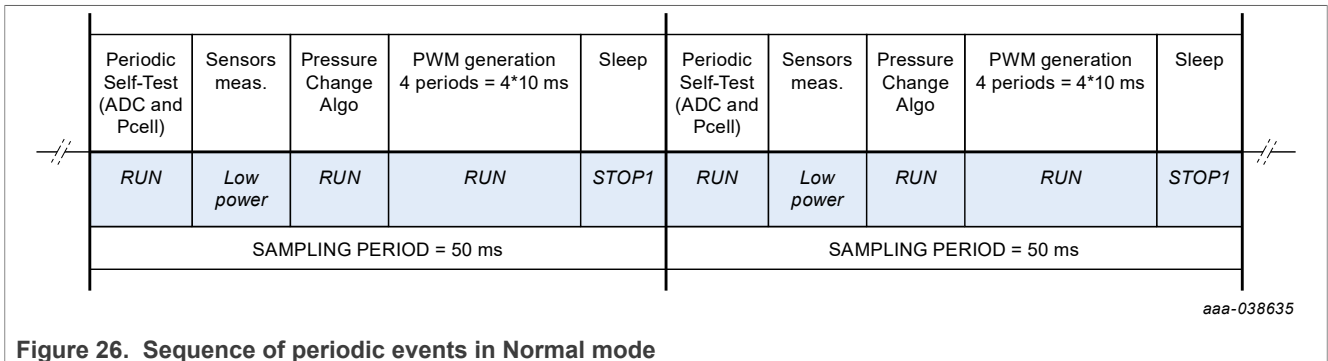 Periodic
Self-Test
(ADC and
Pcell)
Sensors
meas.
Pressure
Change
Algo
PWM generation
4 periods = 4*10 ms
Sleep
Periodic
Self-Test
(ADC and
Pcell)
Sensors
meas.
Pressure
Change
Algo
PWM generation
4 periods = 4*10 ms
Sleep
RUN
Low
power
RUN
RUN
STOP1
RUN
Low
power
RUN
RUN
STOP1
SAMPLING PERIOD = 50 ms
SAMPLING PERIOD = 50 ms
aaa-038635
Figure 26. Sequence of periodic events in Normal mode